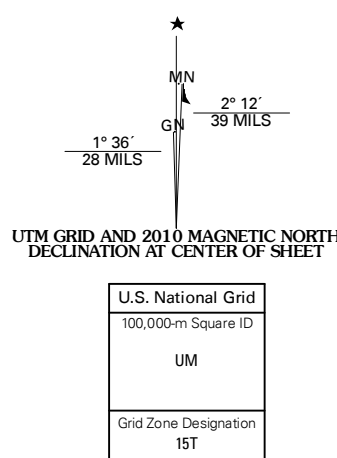 ★
MN
GN
2° 12´
39 MILS
1° 36´
28 MILS
UTM GRID AND 2010 MAGNETIC NORTH
DECLINATION AT CENTER OF SHEET
U.S. National Grid
100,000-m Square ID
UM
Grid Zone Designation
15T